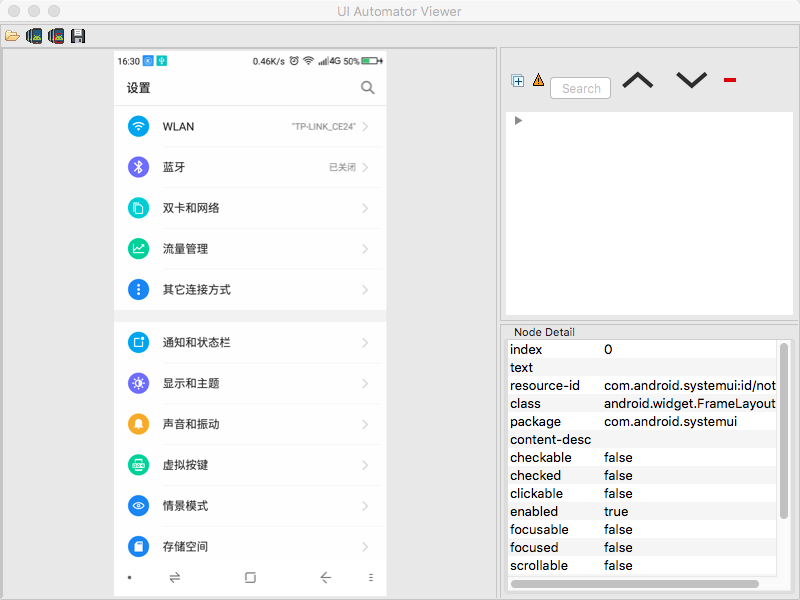 UI Automator Viewer
16:30
0.46K/s 4G 50%
设置
WLAN "TP-LINK_CE24"
蓝牙 已关闭
双卡和网络
流量管理
其它连接方式
通知和状态栏
显示和主题
声音和振动
虚拟按键
情景模式
存储空间
Search
Node Detail
index 0
text
resource-id com.android.systemui:id/not
class android.widget.FrameLayout
package com.android.systemui
content-desc
checkable false
checked false
clickable false
enabled true
focusable false
focused false
scrollable false